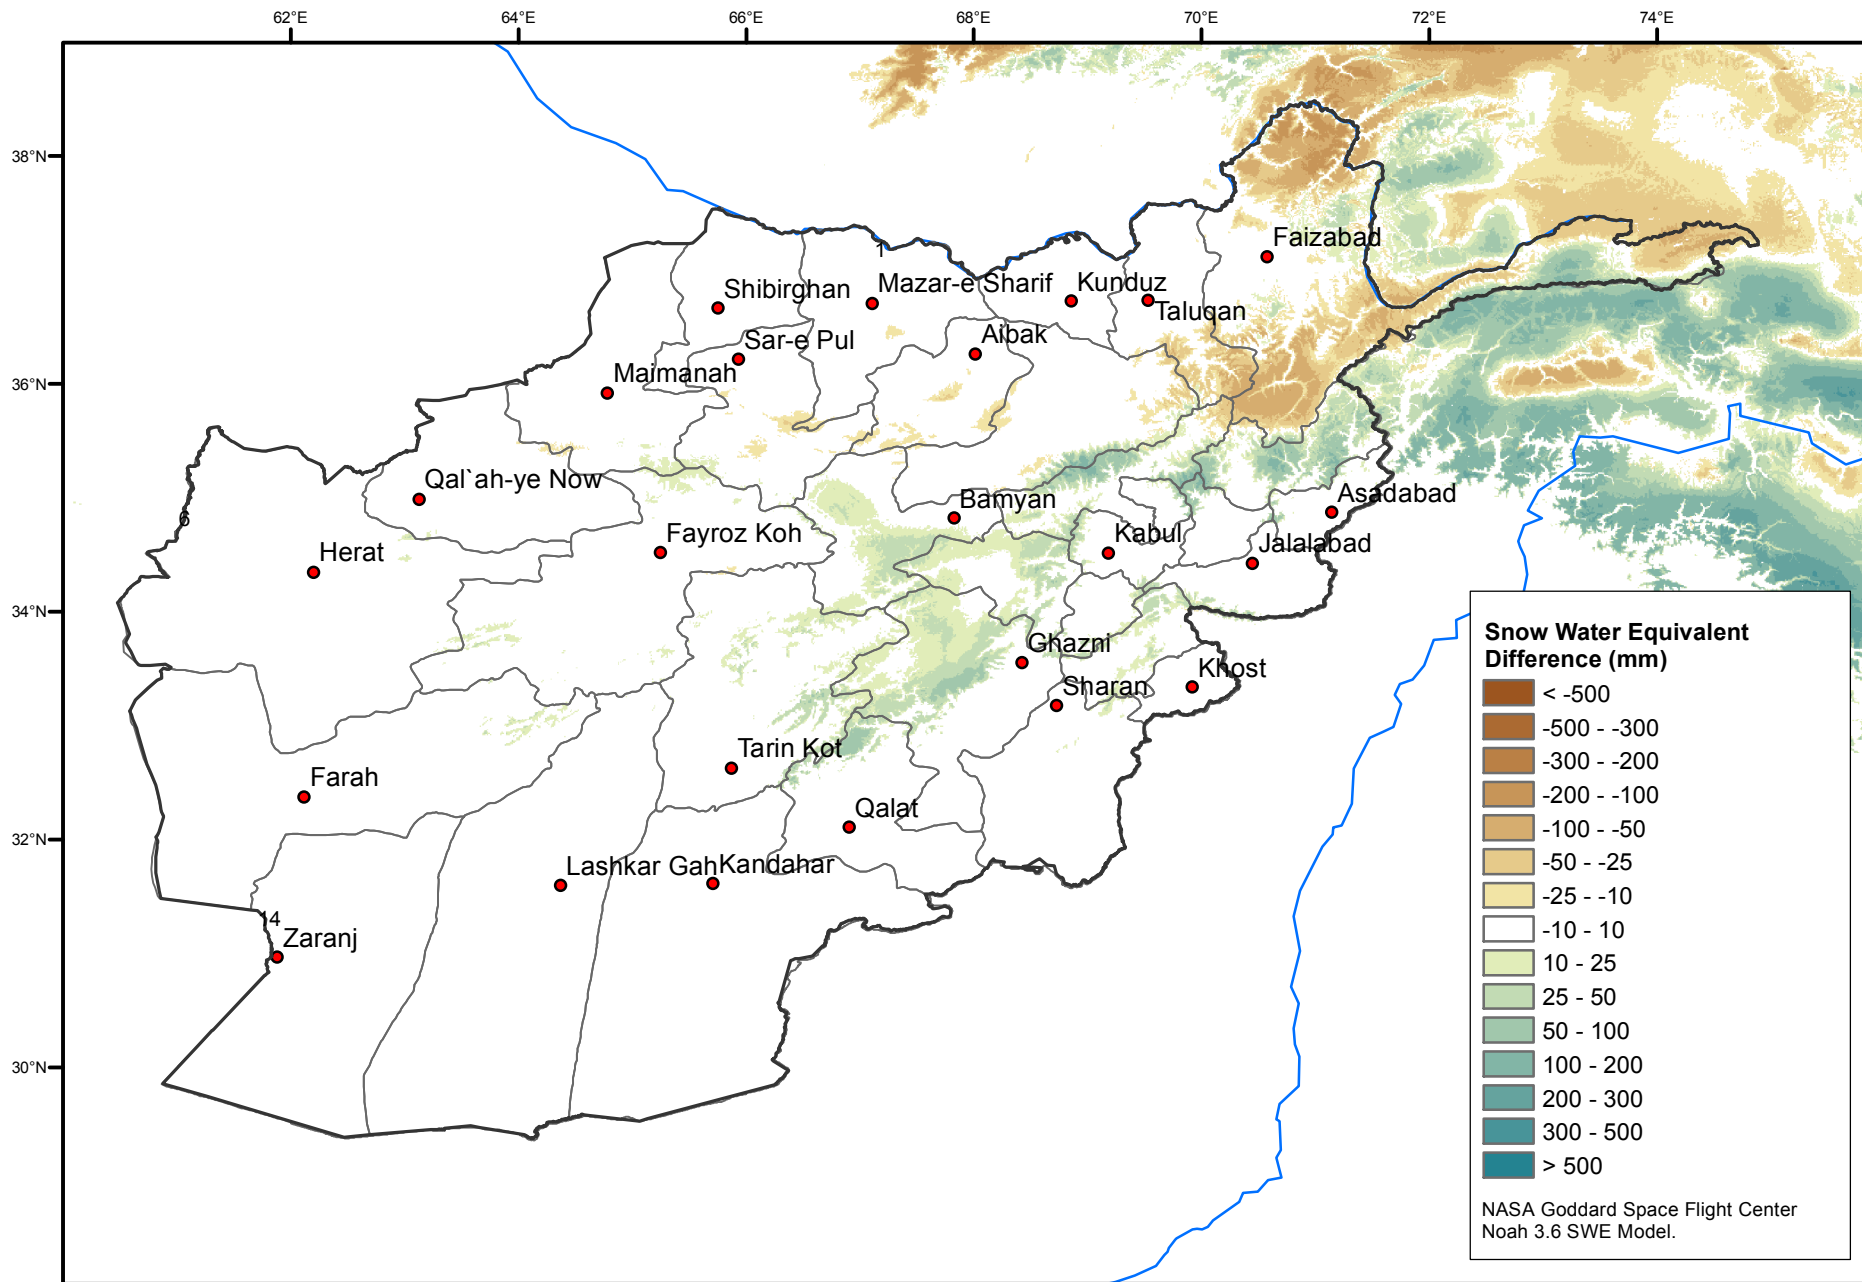 62°E 64°E 66°E 68°E 70°E 72°E 74°E
38°N
36°N
34°N
32°N
30°N
1
6
14
Faizabad
Shibirghan
Mazar-e Sharif
Kunduz
Taluqan
Sar-e Pul
Aibak
Maimanah
Qal`ah-ye Now
Bamyan
Asadabad
Herat
Fayroz Koh
Kabul
Jalalabad
Ghazni
Khost
Sharan
Tarin Kot
Farah
Qalat
Lashkar Gah
Kandahar
Zaranj
Snow Water Equivalent
Difference (mm)
< -500
-500 - -300
-300 - -200
-200 - -100
-100 - -50
-50 - -25
-25 - -10
-10 - 10
10 - 25
25 - 50
50 - 100
100 - 200
200 - 300
300 - 500
> 500
NASA Goddard Space Flight Center
Noah 3.6 SWE Model.